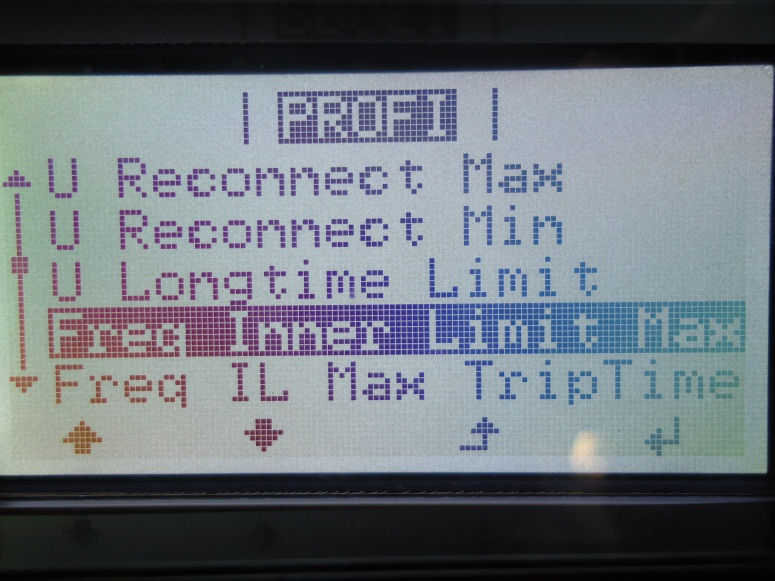 PROFI
U Reconnect Max
U Reconnect Min
U Longtime Limit
Freq Inner Limit Max
Freq IL Max TripTime